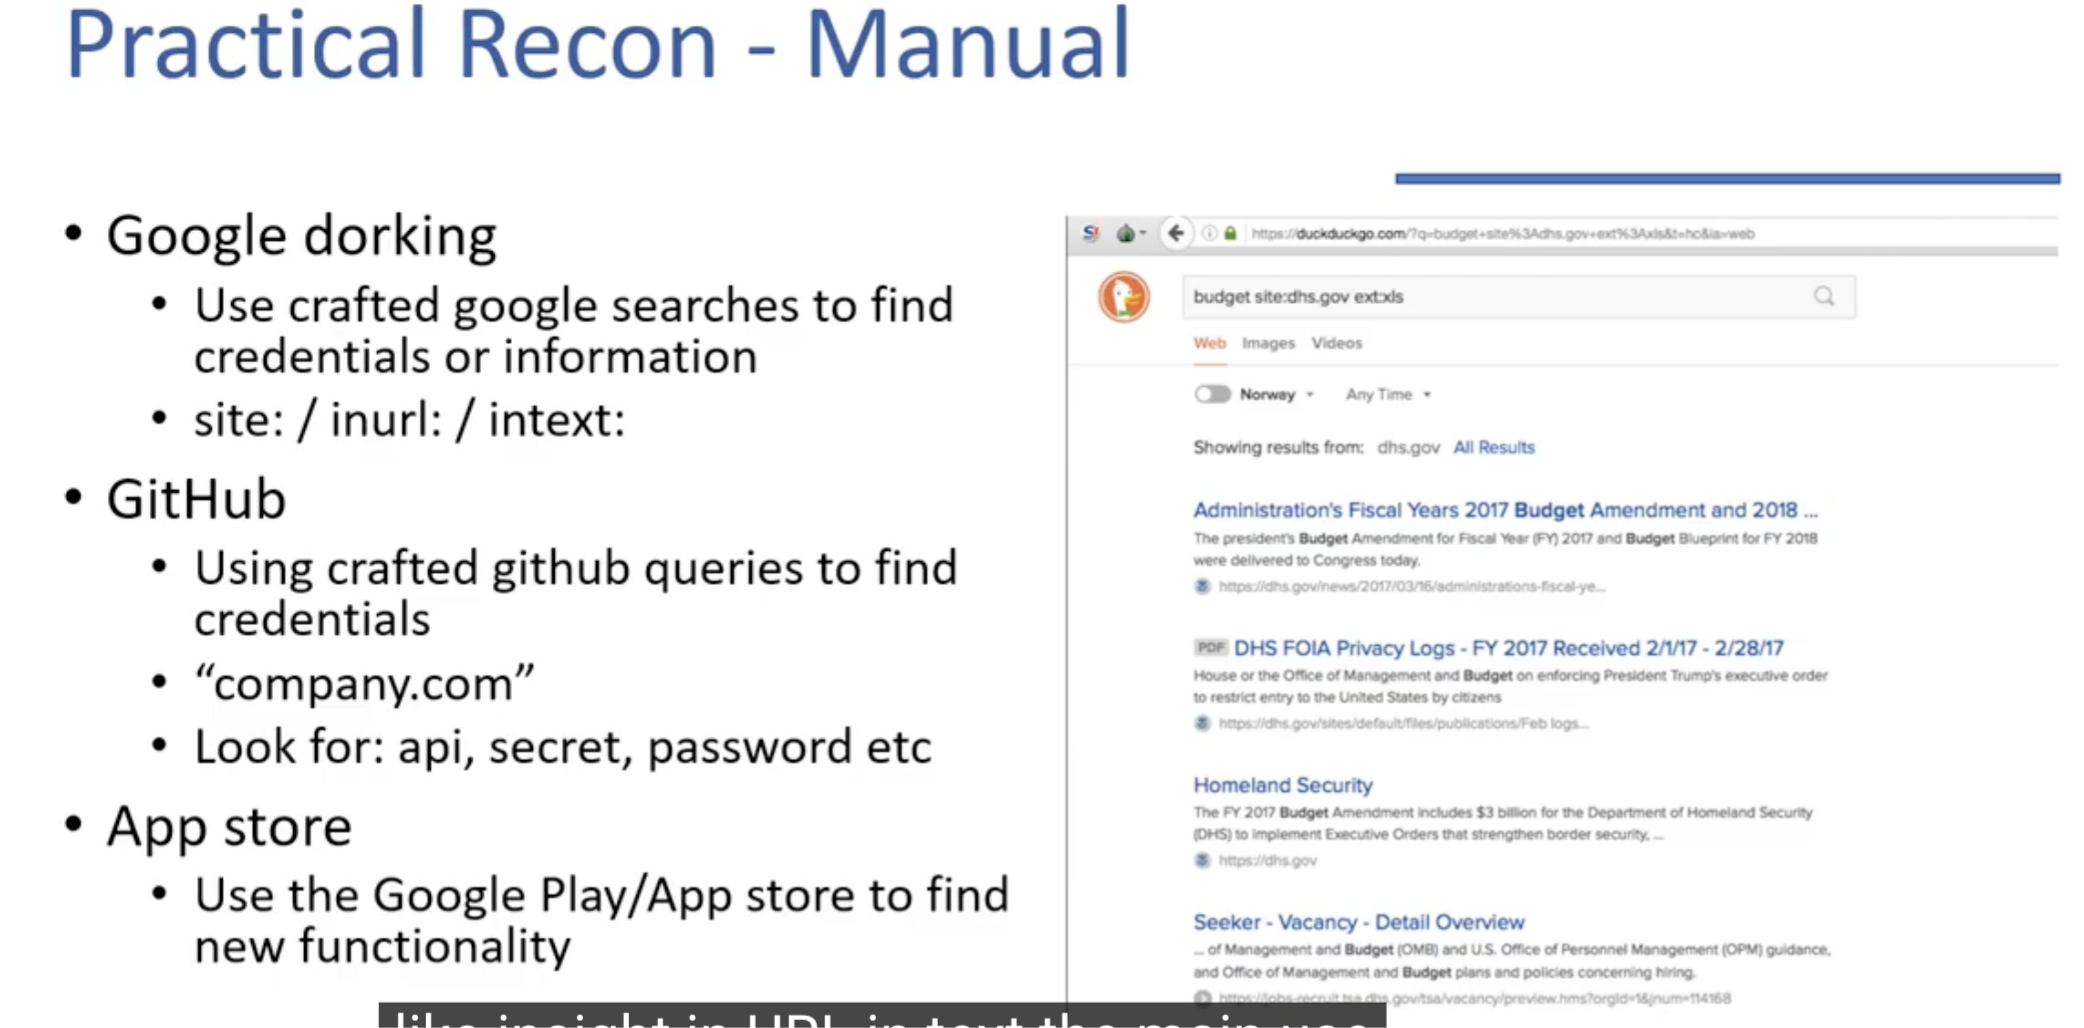 Practical Recon - Manual
• Google dorking
• Use crafted google searches to find
credentials or information
• site: / inurl: / intext:
• GitHub
• Using crafted github queries to find
credentials
• “company.com”
• Look for: api, secret, password etc
• App store
• Use the Google Play/App store to find
new functionality
https://duckduckgo.com/?q=budget+site%3Adhs.gov+ext%3Axls&t=hc&ia=web
budget site:dhs.gov ext:xls
Web Images Videos
Norway Any Time
Showing results from: dhs.gov All Results
Administration's Fiscal Years 2017 Budget Amendment and 2018 ...
The president's Budget Amendment for Fiscal Year (FY) 2017 and Budget Blueprint for FY 2018
were delivered to Congress today.
https://dhs.gov/news/2017/03/16/administrations-fiscal-ye...
PDF DHS FOIA Privacy Logs - FY 2017 Received 2/1/17 - 2/28/17
House or the Office of Management and Budget on enforcing President Trump's executive order
to restrict entry to the United States by citizens
https://dhs.gov/sites/default/files/publications/Feb logs...
Homeland Security
The FY 2017 Budget Amendment includes $3 billion for the Department of Homeland Security
(DHS) to implement Executive Orders that strengthen border security, ...
https://dhs.gov
Seeker - Vacancy - Detail Overview
... of Management and Budget (OMB) and U.S. Office of Personnel Management (OPM) guidance,
and Office of Management and Budget plans and policies concerning hiring.
https://jobs-recruit.tsa.dhs.gov/tsa/vacancy/preview.hms?orgId=1&jnum=114168
like insight in URL in text the main use